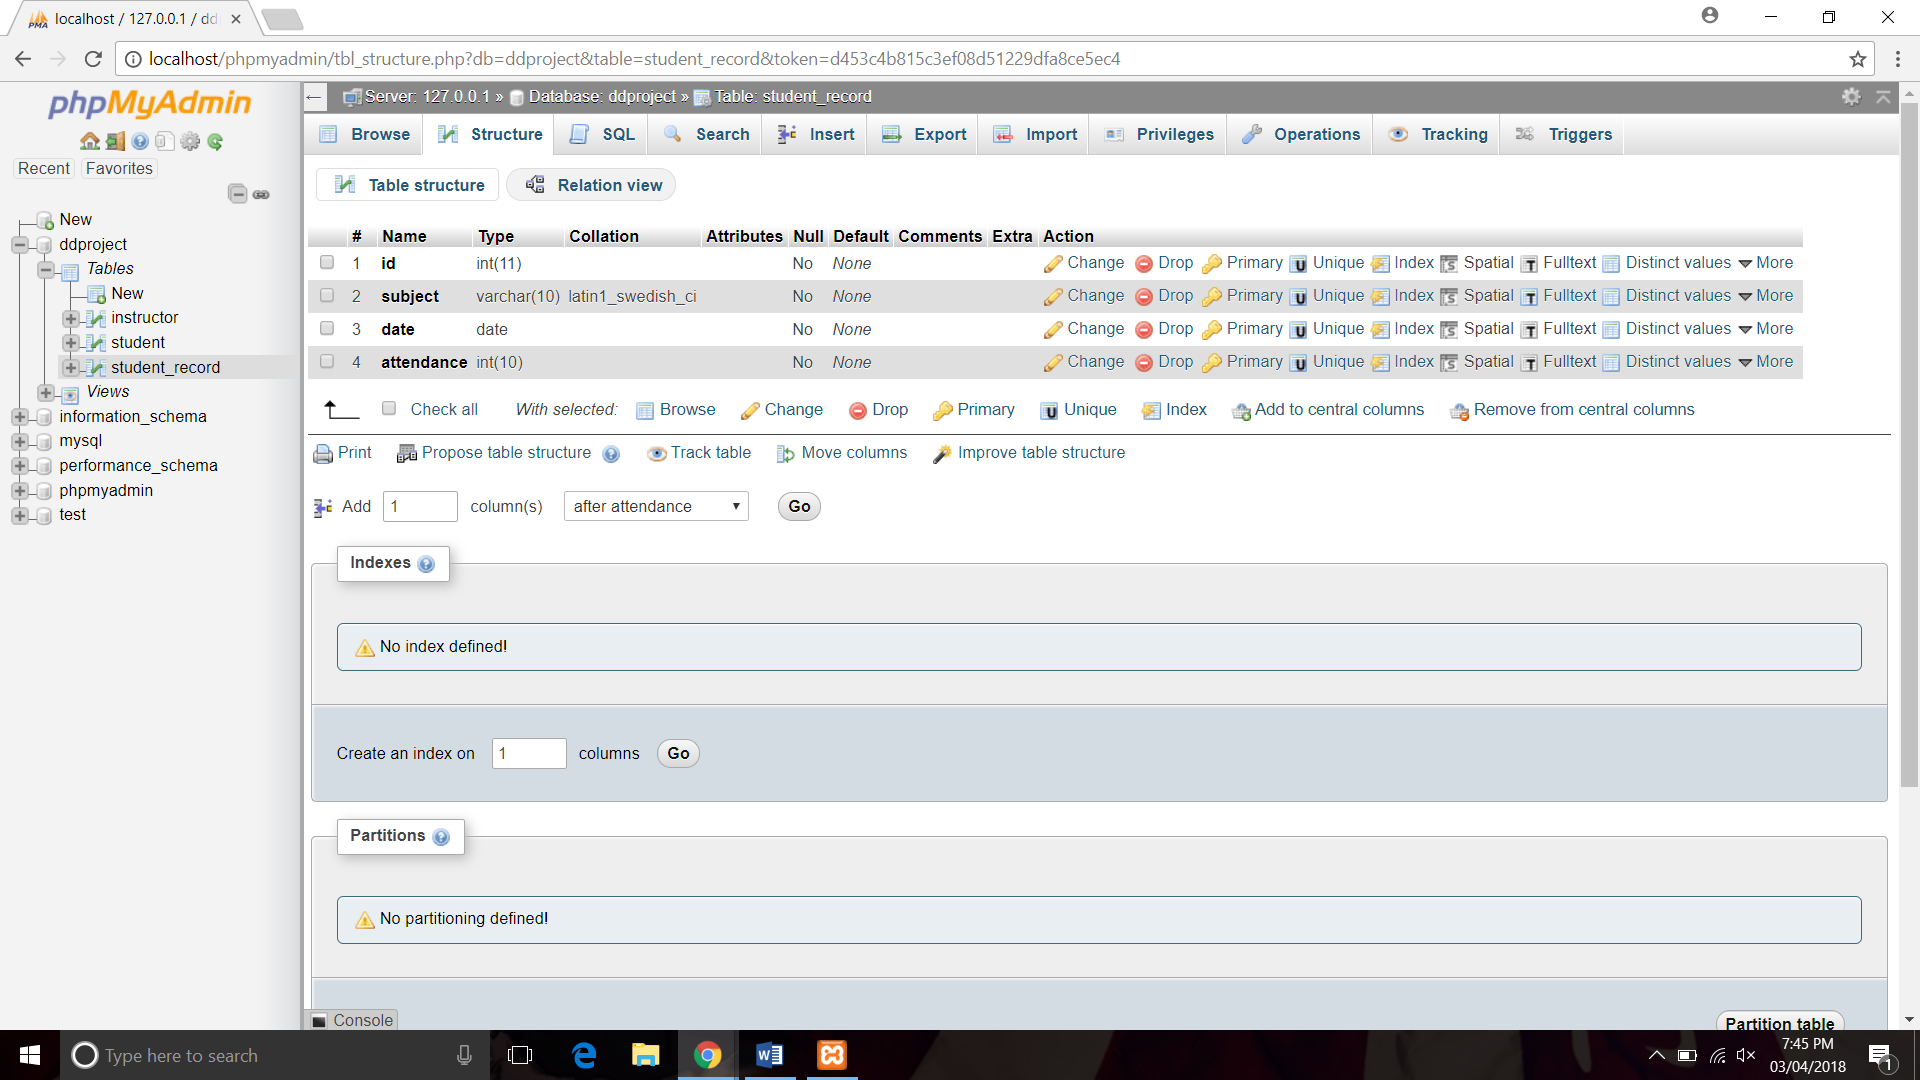 localhost / 127.0.0.1 / dd
localhost/phpmyadmin/tbl_structure.php?db=ddproject&table=student_record&token=d453c4b815c3ef08d51229dfa8ce5ec4
phpMyAdmin
Recent Favorites
New
ddproject
Tables
New
instructor
student
student_record
Views
information_schema
mysql
performance_schema
phpmyadmin
test
Server: 127.0.0.1 » Database: ddproject » Table: student_record
Browse Structure SQL Search Insert Export Import Privileges Operations Tracking Triggers
Table structure Relation view
# Name Type Collation Attributes Null Default Comments Extra Action
1 id int(11) No None Change Drop Primary Unique Index Spatial Fulltext Distinct values More
2 subject varchar(10) latin1_swedish_ci No None Change Drop Primary Unique Index Spatial Fulltext Distinct values More
3 date date No None Change Drop Primary Unique Index Spatial Fulltext Distinct values More
4 attendance int(10) No None Change Drop Primary Unique Index Spatial Fulltext Distinct values More
Check all With selected: Browse Change Drop Primary Unique Index Add to central columns Remove from central columns
Print Propose table structure Track table Move columns Improve table structure
Add 1 column(s) after attendance Go
Indexes
No index defined!
Create an index on 1 columns Go
Partitions
No partitioning defined!
Partition table
Console
Type here to search
7:45 PM
03/04/2018
1